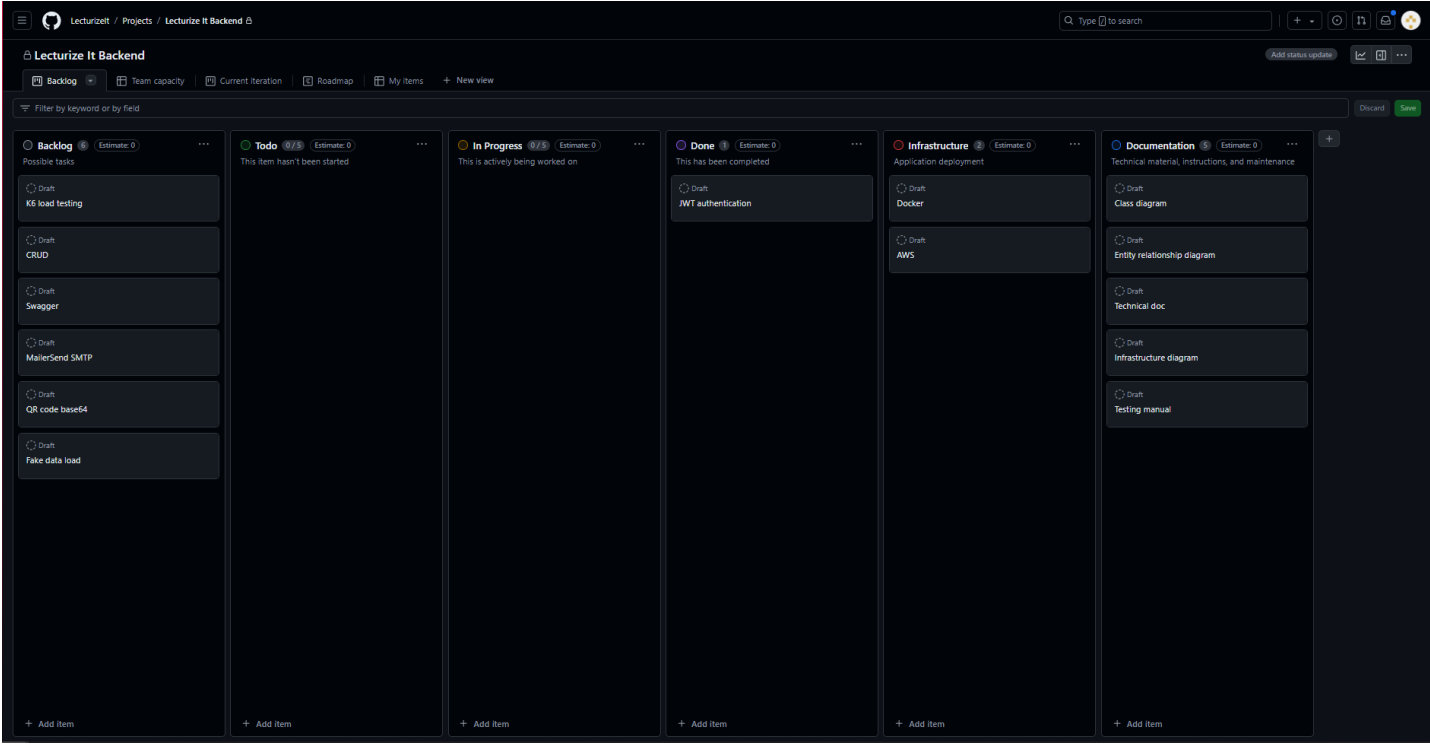 LecturizeIt / Projects / Lecturize It Backend
Type / to search
Lecturize It Backend
Add status update
Backlog
Team capacity
Current iteration
Roadmap
My items
+ New view
Filter by keyword or by field
Discard
Save
Backlog 6 Estimate: 0
Possible tasks
Draft
K6 load testing
Draft
CRUD
Draft
Swagger
Draft
MailerSend SMTP
Draft
QR code base64
Draft
Fake data load
+ Add item
Todo 0 / 5 Estimate: 0
This item hasn't been started
+ Add item
In Progress 0 / 5 Estimate: 0
This is actively being worked on
+ Add item
Done 1 Estimate: 0
This has been completed
Draft
JWT authentication
+ Add item
Infrastructure 2 Estimate: 0
Application deployment
Draft
Docker
Draft
AWS
+ Add item
Documentation 5 Estimate: 0
Technical material, instructions, and maintenance
Draft
Class diagram
Draft
Entity relationship diagram
Draft
Technical doc
Draft
Infrastructure diagram
Draft
Testing manual
+ Add item